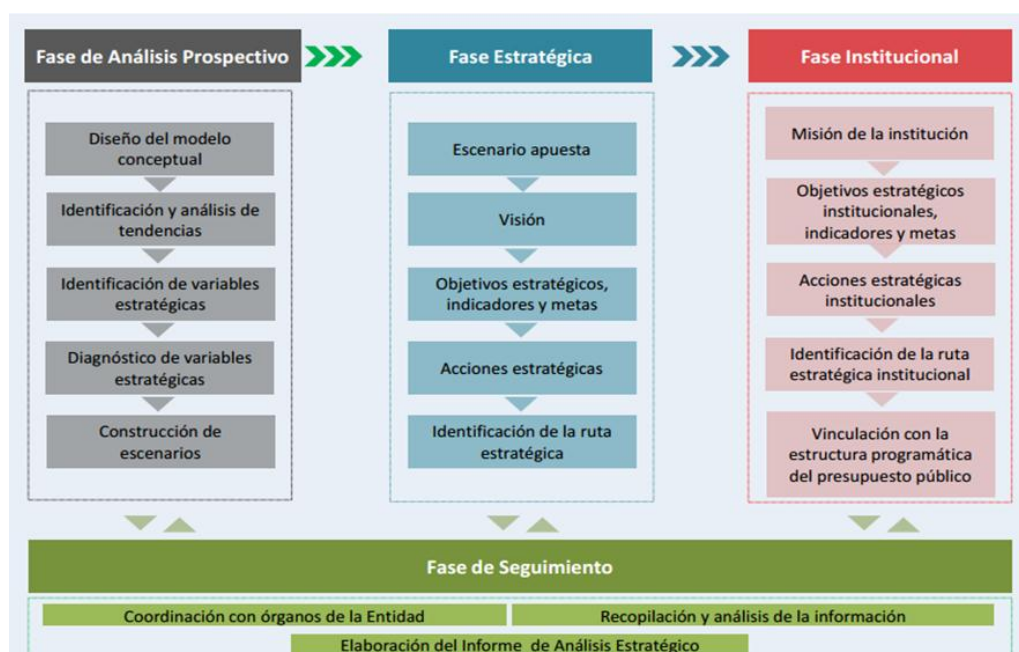 Fase de Análisis Prospectivo
Fase Estratégica
Fase Institucional
Diseño del modelo
conceptual
Identificación y análisis de
tendencias
Identificación de variables
estratégicas
Diagnóstico de variables
estratégicas
Construcción de
escenarios
Escenario apuesta
Visión
Objetivos estratégicos,
indicadores y metas
Acciones estratégicas
Identificación de la ruta
estratégica
Misión de la institución
Objetivos estratégicos
institucionales,
indicadores y metas
Acciones estratégicas
institucionales
Identificación de la ruta
estratégica institucional
Vinculación con la
estructura programática
del presupuesto público
Fase de Seguimiento
Coordinación con órganos de la Entidad
Recopilación y análisis de la información
Elaboración del Informe de Análisis Estratégico